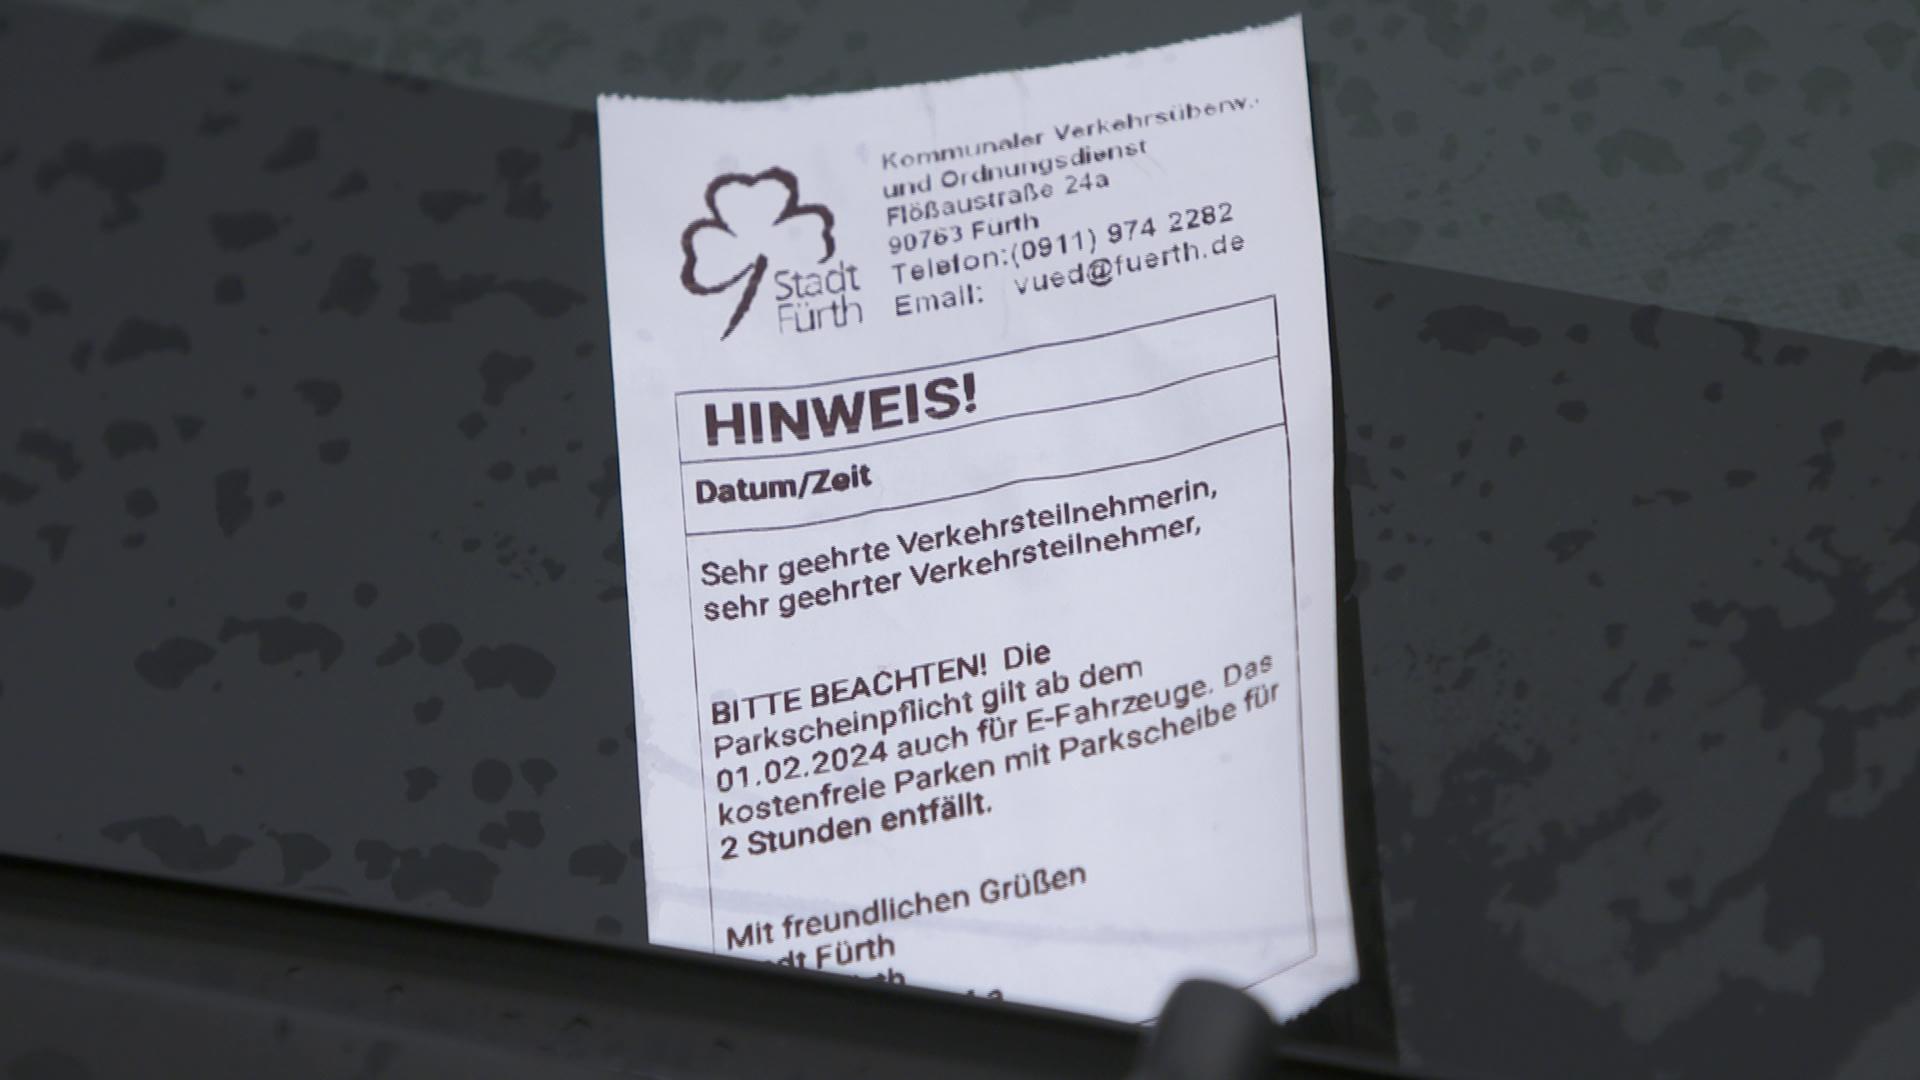 Kommunaler Verkehrsüberw.
und Ordnungsdienst
Flößaustraße 24a
90763 Fürth
Telefon:(0911) 974 2282
Email: vued@fuerth.de
Stadt
Fürth
HINWEIS!
Datum/Zeit
Sehr geehrte Verkehrsteilnehmerin,
sehr geehrter Verkehrsteilnehmer,
BITTE BEACHTEN! Die
Parkscheinpflicht gilt ab dem
01.02.2024 auch für E-Fahrzeuge. Das
kostenfreie Parken mit Parkscheibe für
2 Stunden entfällt.
Mit freundlichen Grüßen
dt Fürth